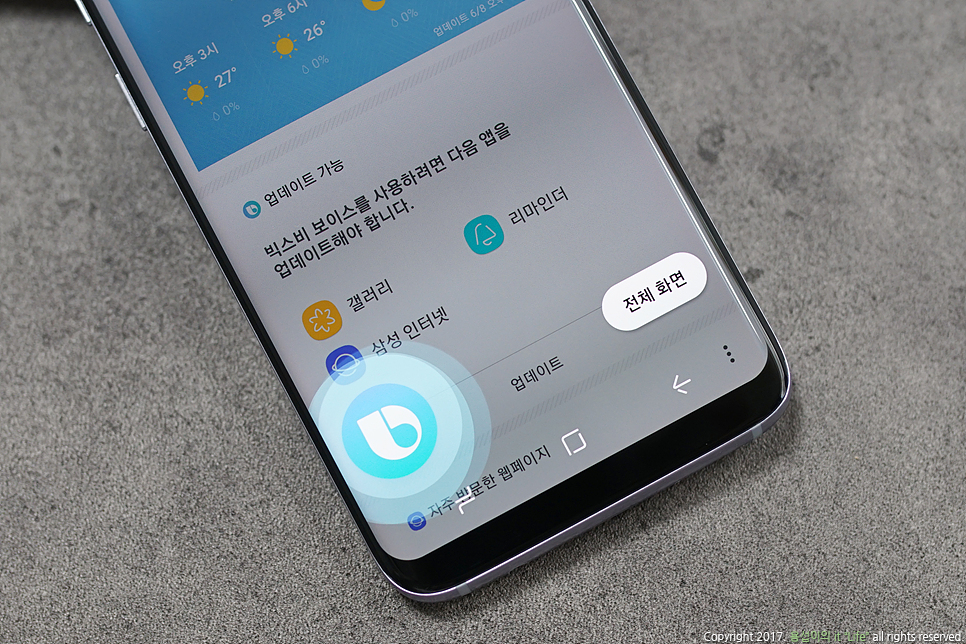 오후 3시
27°
0%
오후 6시
26°
0%
0%
업데이트 6/8 오후
업데이트 가능
빅스비 보이스를 사용하려면 다음 앱을
업데이트해야 합니다.
갤러리
리마인더
삼성 인터넷
전체 화면
업데이트
자주 방문한 웹페이지
Copyright 2017. all rights reserved